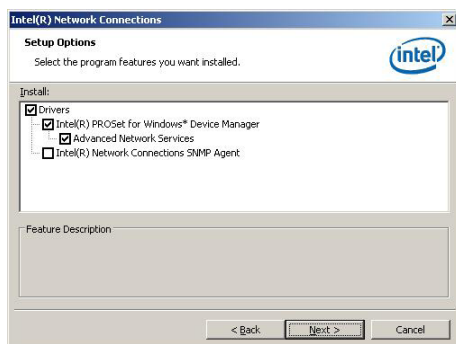 Intel(R) Network Connections
Setup Options
Select the program features you want installed.
intel
Install:
Drivers
Intel(R) PROSet for Windows* Device Manager
Advanced Network Services
Intel(R) Network Connections SNMP Agent
Feature Description
< Back
Next >
Cancel